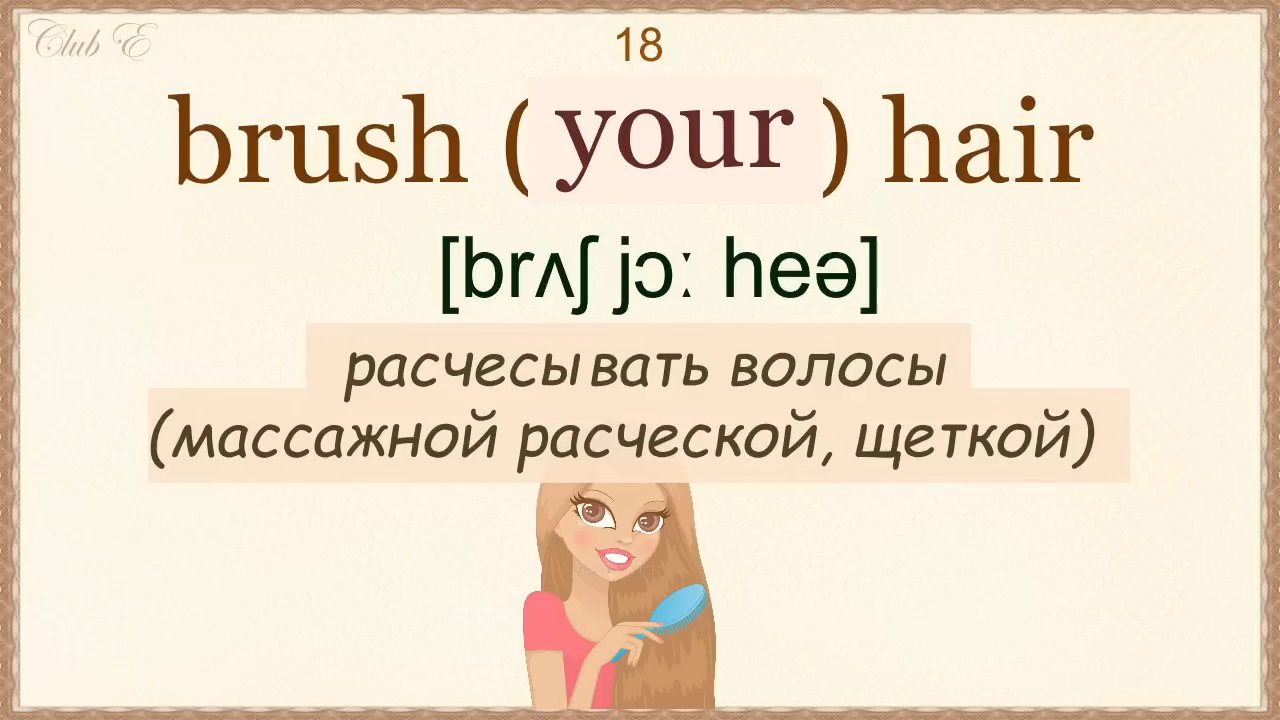 Club E
18
brush ( your ) hair
[brʌʃ jɔː heə]
расчесывать волосы
(массажной расческой, щеткой)